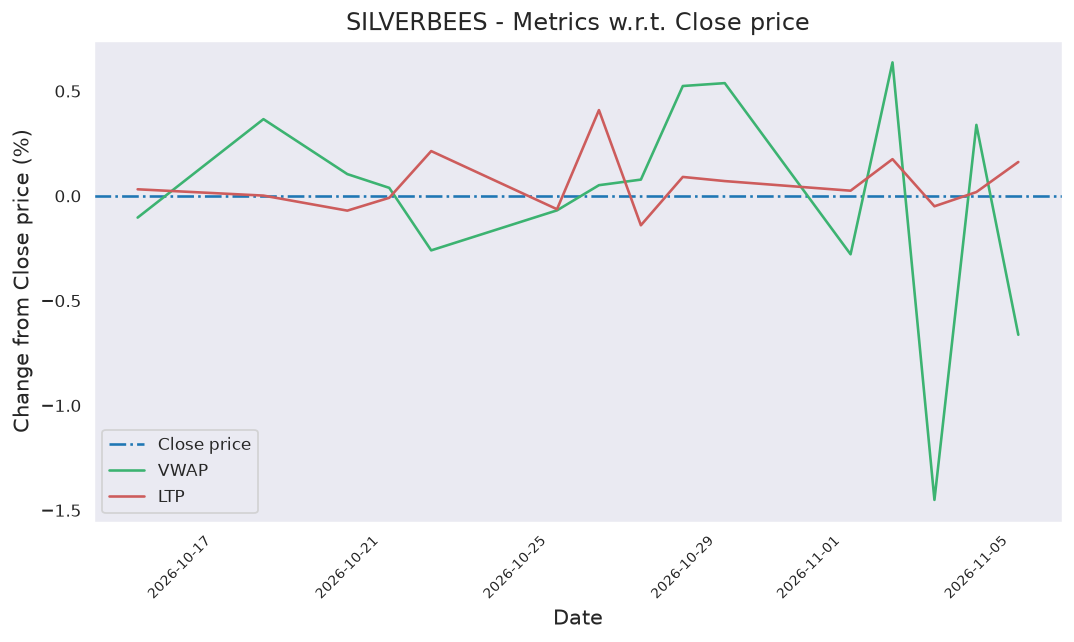 SILVERBEES - Metrics w.r.t. Close price
Change from Close price (%)
0.5
0.0
−0.5
−1.0
−1.5
Close price
VWAP
LTP
2026-10-17
2026-10-21
2026-10-25
2026-10-29
2026-11-01
2026-11-05
Date